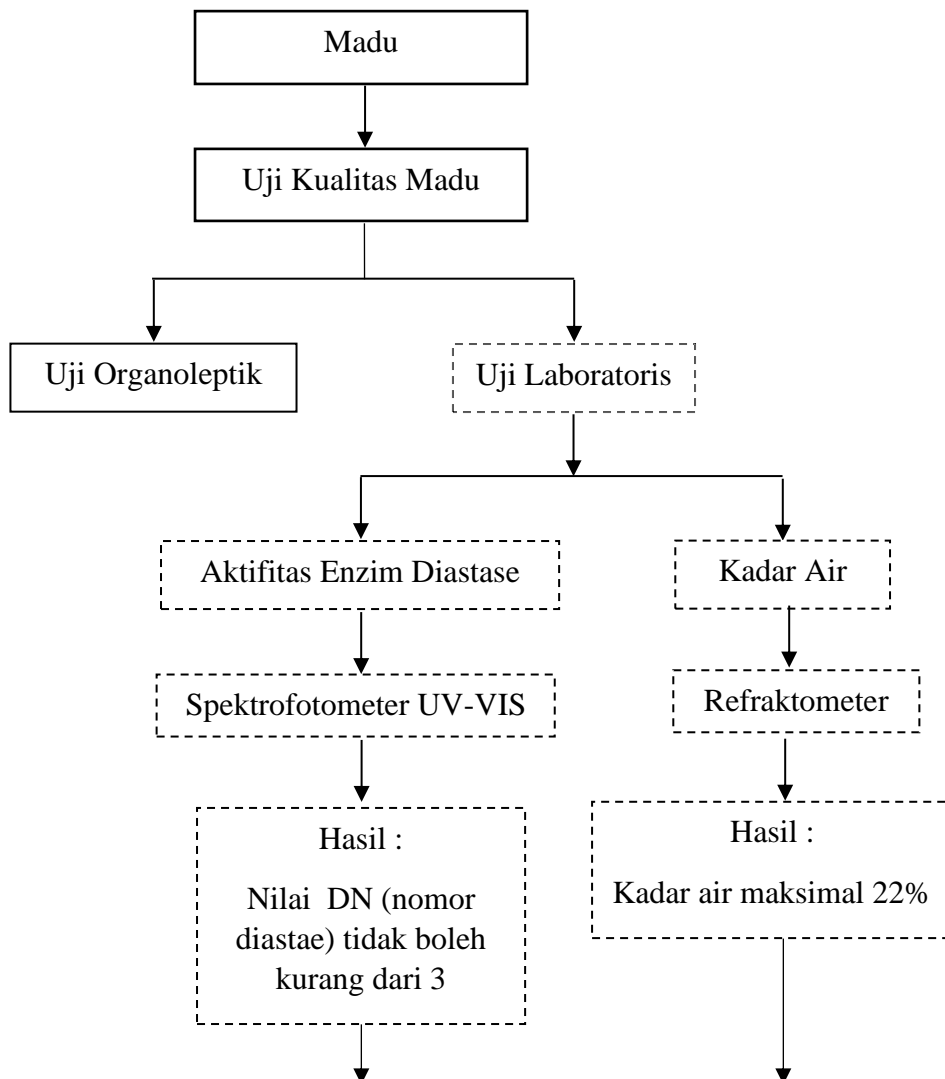 Madu
Uji Kualitas Madu
Uji Organoleptik
Uji Laboratoris
Aktifitas Enzim Diastase
Kadar Air
Spektrofotometer UV-VIS
Refraktometer
Hasil :
Nilai DN (nomor
diastae) tidak boleh
kurang dari 3
Hasil :
Kadar air maksimal 22%